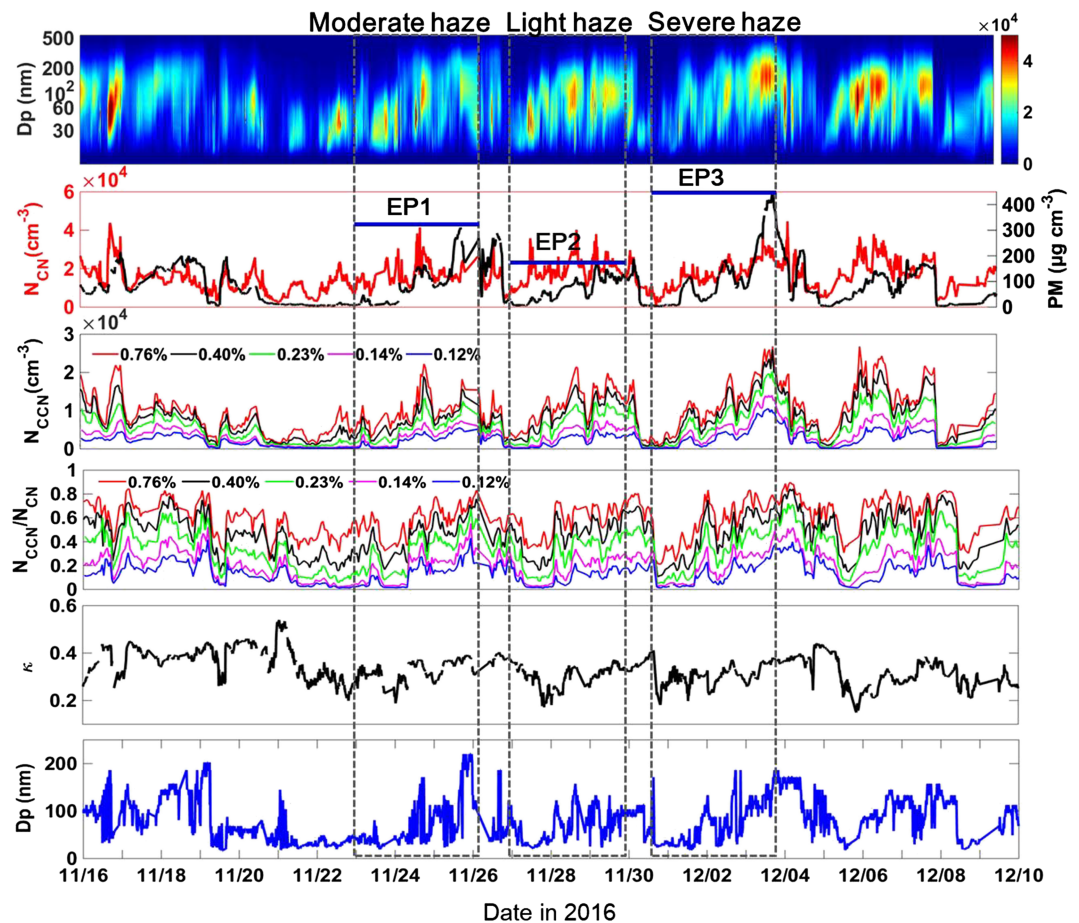 Moderate haze Light haze Severe haze
×10⁴
500
200
10²
60
30
Dp (nm)
4
2
0
×10⁴
6
4
2
0
N_CN(cm⁻³)
EP1
EP2
EP3
400
300
200
100
0
PM (μg cm⁻³)
×10⁴
3
2
1
0
N_CCN(cm⁻³)
0.76% 0.40% 0.23% 0.14% 0.12%
1
0.8
0.6
0.4
0.2
0
N_CCN/N_CN
0.76% 0.40% 0.23% 0.14% 0.12%
0.6
0.4
0.2
κ
200
100
0
Dp (nm)
11/16 11/18 11/20 11/22 11/24 11/26 11/28 11/30 12/02 12/04 12/06 12/08 12/10
Date in 2016